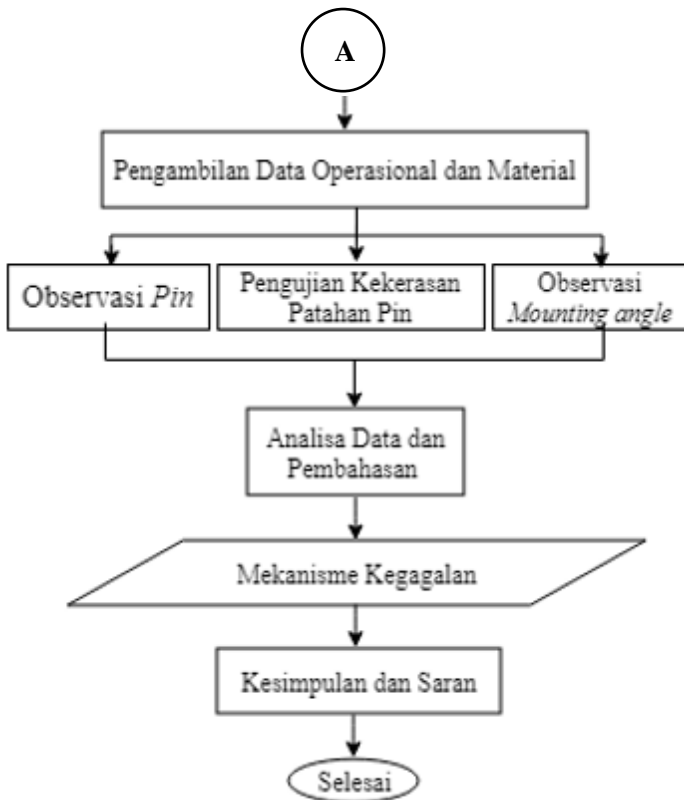 A
Pengambilan Data Operasional dan Material
Observasi Pin
Pengujian Kekerasan
Patahan Pin
Observasi
Mounting angle
Analisa Data dan
Pembahasan
Mekanisme Kegagalan
Kesimpulan dan Saran
Selesai